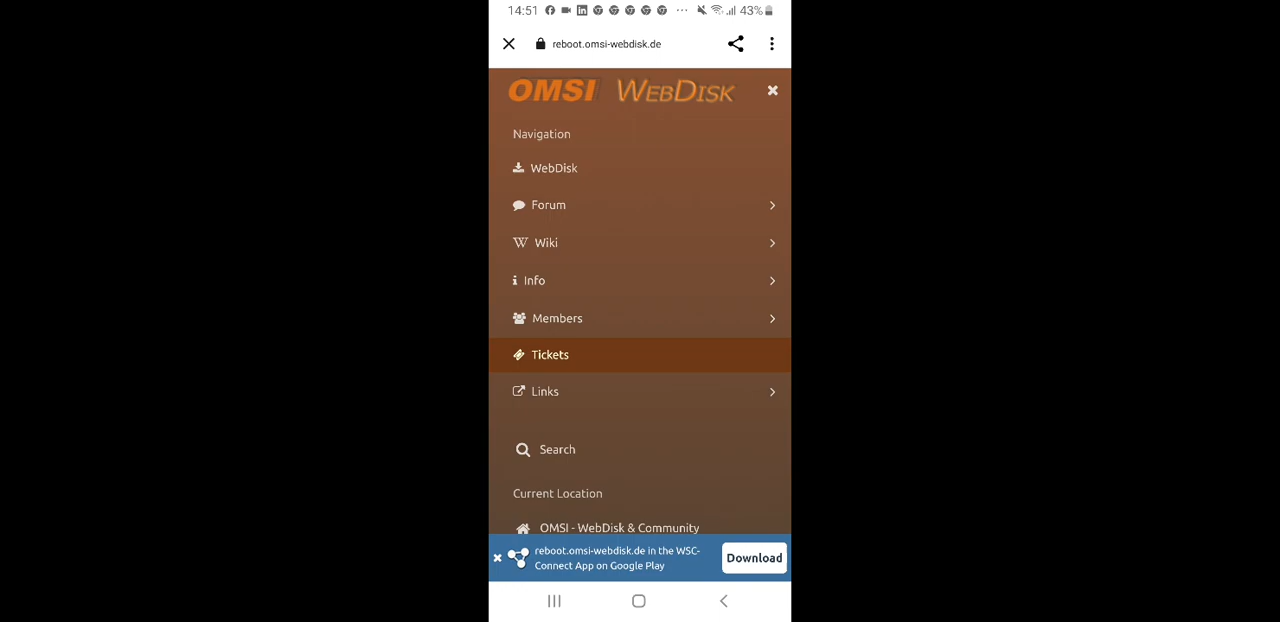 14:51 43%
reboot.omsi-webdisk.de
OMSI WEBDISK
Navigation
WebDisk
Forum
Wiki
Info
Members
Tickets
Links
Search
Current Location
OMSI - WebDisk & Community
reboot.omsi-webdisk.de in the WSC-
Connect App on Google Play
Download